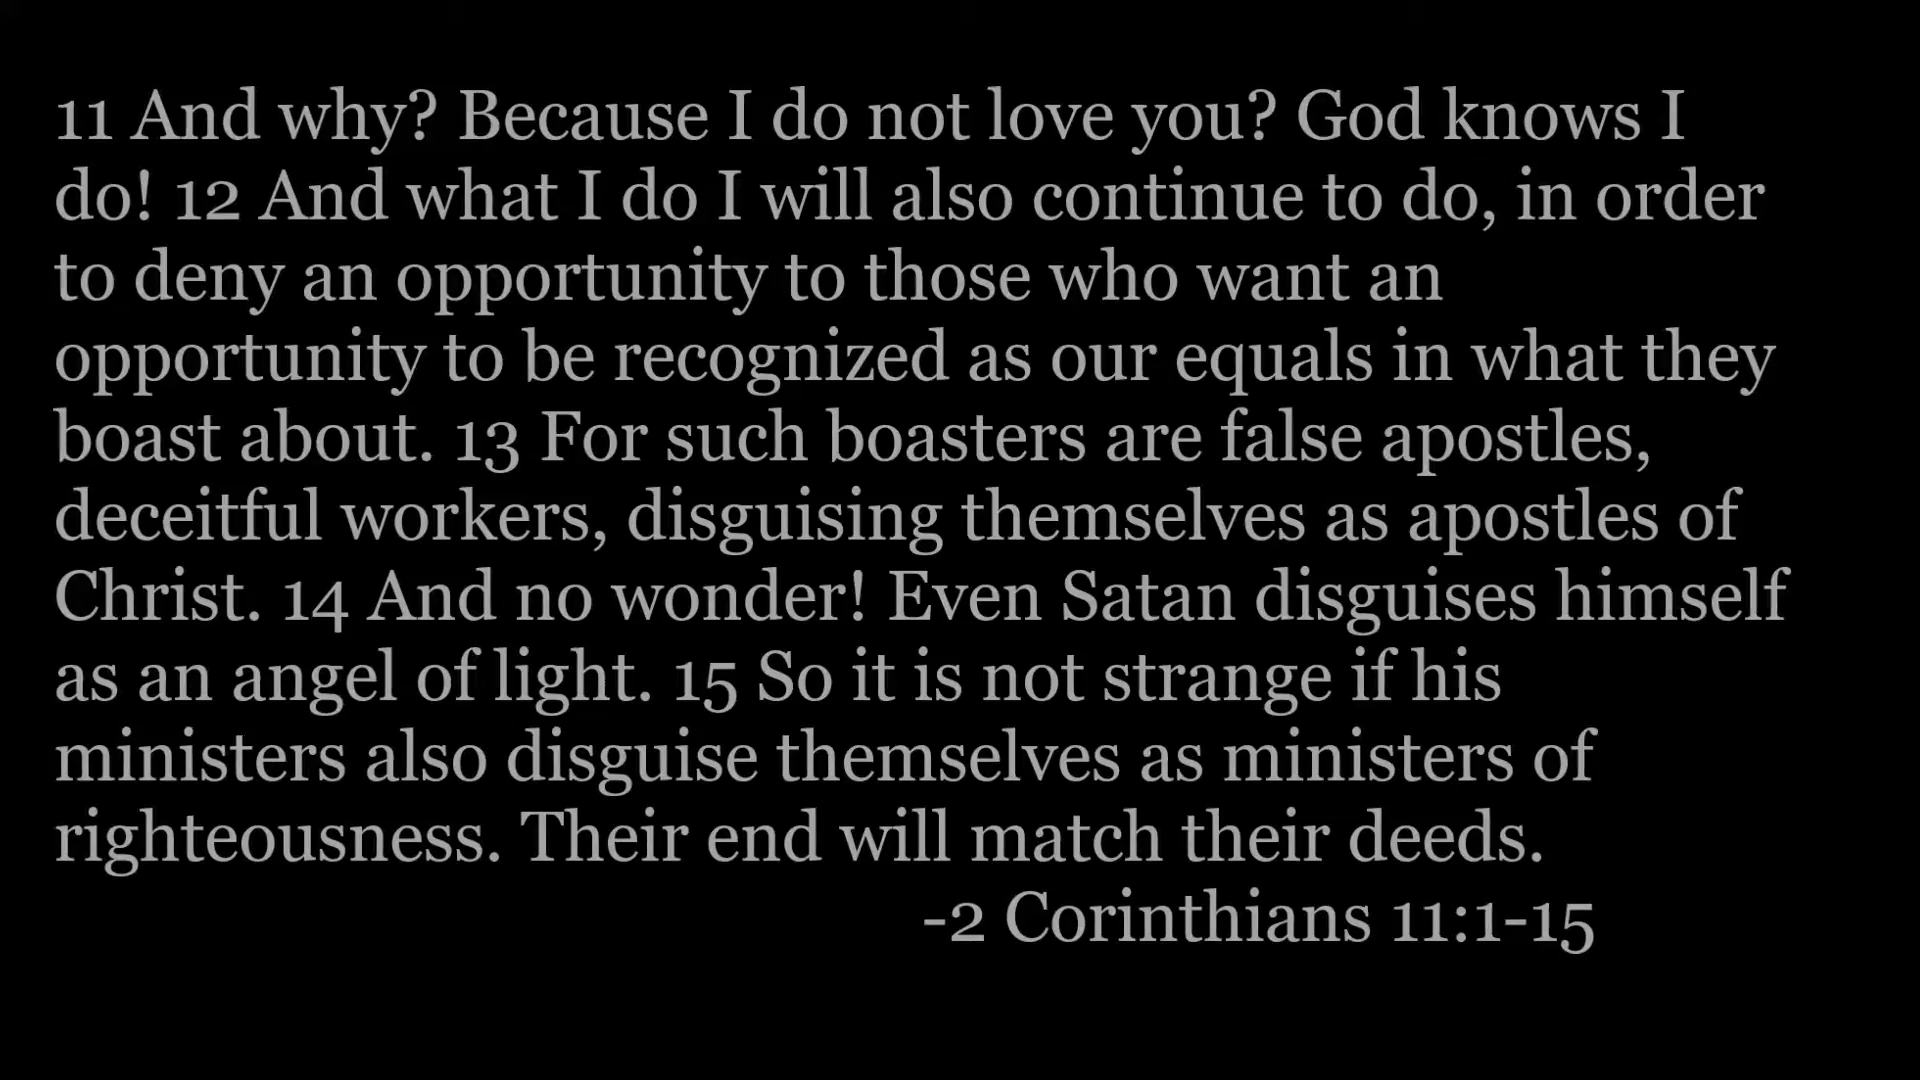 11 And why? Because I do not love you? God knows I
do! 12 And what I do I will also continue to do, in order
to deny an opportunity to those who want an
opportunity to be recognized as our equals in what they
boast about. 13 For such boasters are false apostles,
deceitful workers, disguising themselves as apostles of
Christ. 14 And no wonder! Even Satan disguises himself
as an angel of light. 15 So it is not strange if his
ministers also disguise themselves as ministers of
righteousness. Their end will match their deeds.
-2 Corinthians 11:1-15